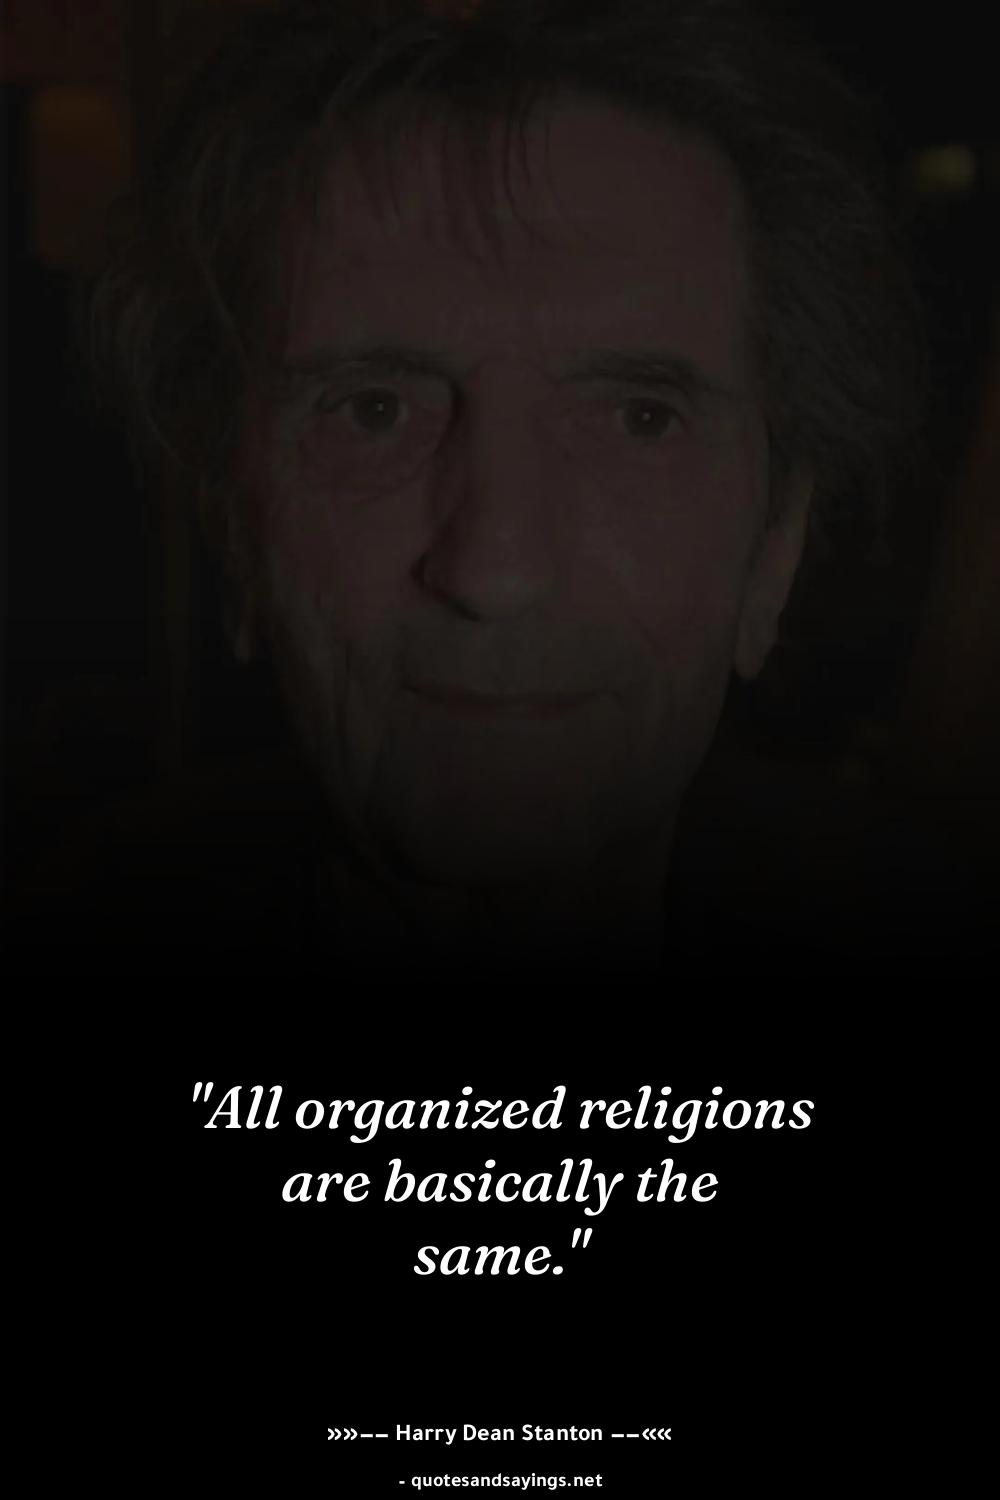 "All organized religions
are basically the
same."
»»–– Harry Dean Stanton ––««
- quotesandsayings.net